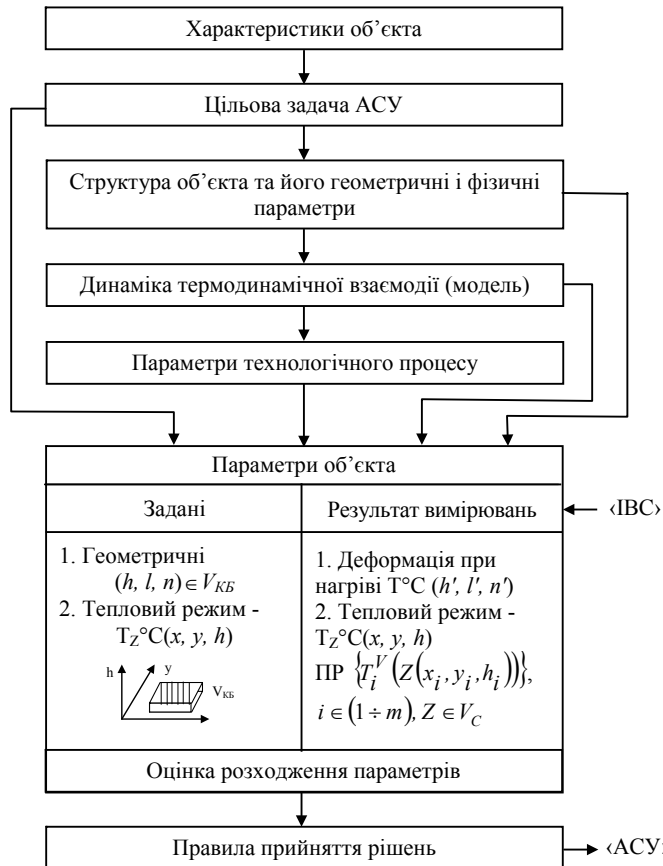 Характеристики об’єкта
Цільова задача АСУ
Структура об’єкта та його геометричні і фізичні
параметри
Динаміка термодинамічної взаємодії (модель)
Параметри технологічного процесу
Параметри об’єкта
Задані
Результат вимірювань
‹ІВС›
1. Геометричні
(h, l, n) ∈ V_КБ
2. Тепловий режим -
T_Z°C(x, y, h)
h
y
V_КБ
1. Деформація при
нагріві T°C (h′, l′, n′)
2. Тепловий режим -
T_Z°C(x, y, h)
ПР {T_i^V (Z(x_i, y_i, h_i))},
i ∈ (1 ÷ m), Z ∈ V_C
Оцінка розходження параметрів
Правила прийняття рішень
‹АСУ›